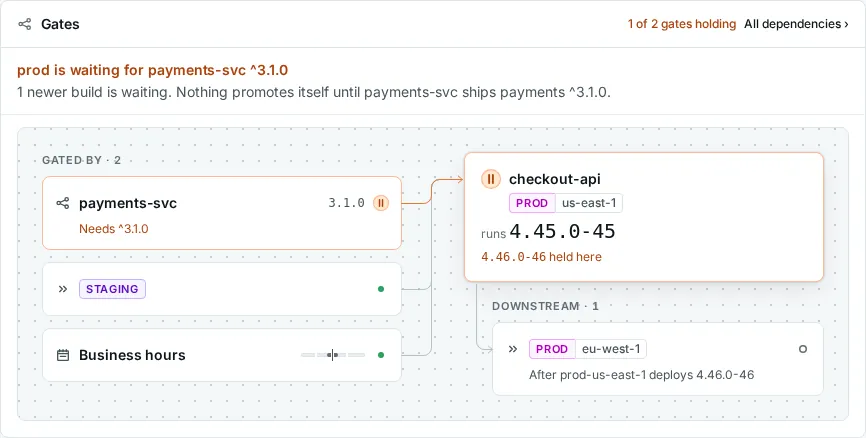 Gates
1 of 2 gates holding All dependencies ›
prod is waiting for payments-svc ^3.1.0
1 newer build is waiting. Nothing promotes itself until payments-svc ships payments ^3.1.0.
GATED BY · 2
payments-svc 3.1.0
Needs ^3.1.0
STAGING
Business hours
checkout-api
PROD us-east-1
runs 4.45.0-45
4.46.0-46 held here
DOWNSTREAM · 1
PROD eu-west-1
After prod-us-east-1 deploys 4.46.0-46